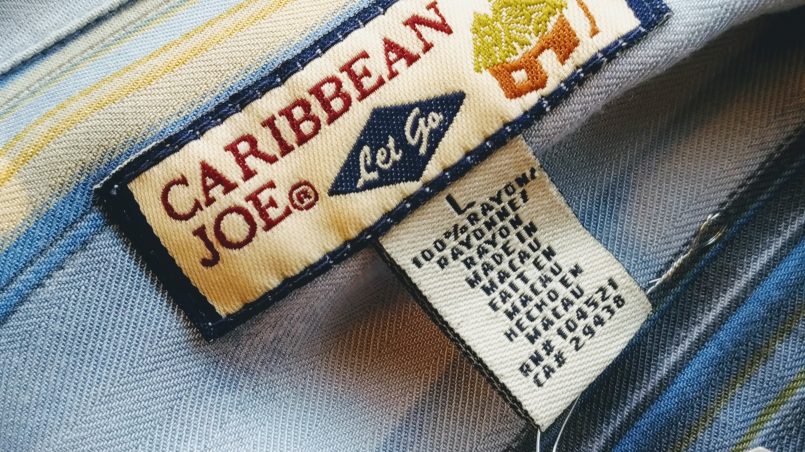 CARIBBEAN
JOE®
Let Go
L
100%RAYON/
RAYONNE/
RAYON
MADE IN
MACAU
FAIT EN
MACAU
HECHO EN
MACAU
RN# 104521
CA# 29438